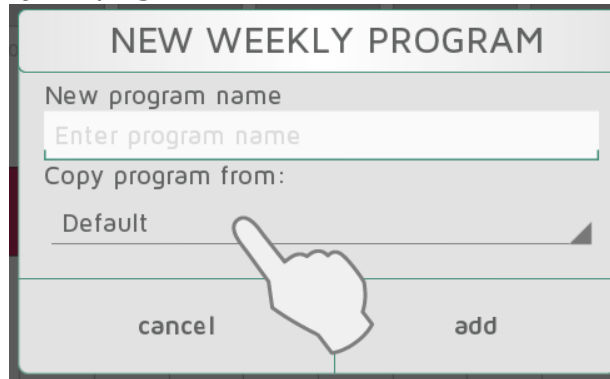 NEW WEEKLY PROGRAM
New program name
Enter program name
Copy program from:
Default
cancel
add